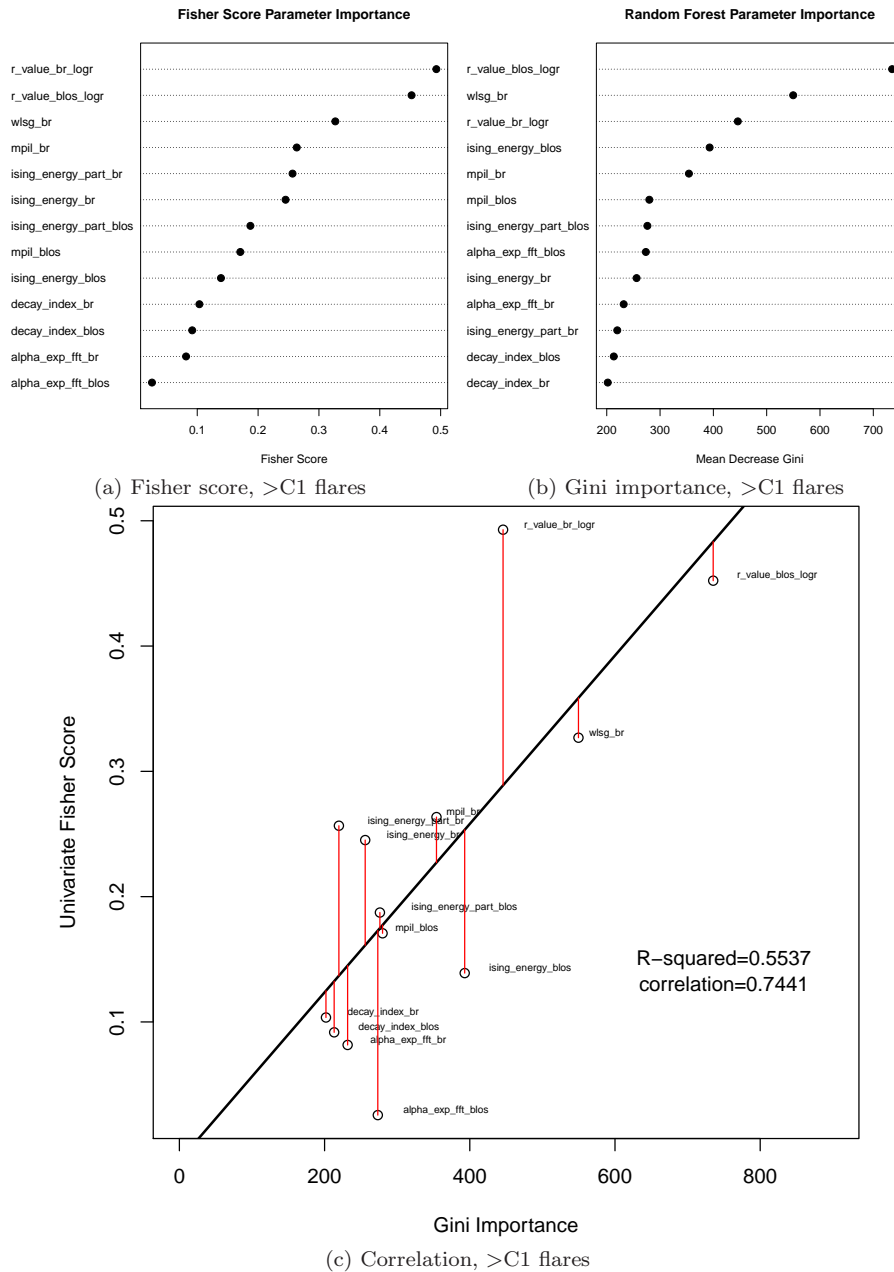 Fisher Score Parameter Importance
r_value_br_logr
r_value_blos_logr
wlsg_br
mpil_br
ising_energy_part_br
ising_energy_br
ising_energy_part_blos
mpil_blos
ising_energy_blos
decay_index_br
decay_index_blos
alpha_exp_fft_br
alpha_exp_fft_blos
0.1 0.2 0.3 0.4 0.5
Fisher Score
(a) Fisher score, >C1 flares
Random Forest Parameter Importance
r_value_blos_logr
wlsg_br
r_value_br_logr
ising_energy_blos
mpil_br
mpil_blos
ising_energy_part_blos
alpha_exp_fft_blos
ising_energy_br
alpha_exp_fft_br
ising_energy_part_br
decay_index_blos
decay_index_br
200 300 400 500 600 700
Mean Decrease Gini
(b) Gini importance, >C1 flares
Univariate Fisher Score
0.5
0.4
0.3
0.2
0.1
r_value_br_logr
r_value_blos_logr
wlsg_br
mpil_br
ising_energy_part_br
ising_energy_br
ising_energy_part_blos
mpil_blos
ising_energy_blos
R−squared=0.5537
correlation=0.7441
decay_index_br
decay_index_blos
alpha_exp_fft_br
alpha_exp_fft_blos
0 200 400 600 800
Gini Importance
(c) Correlation, >C1 flares